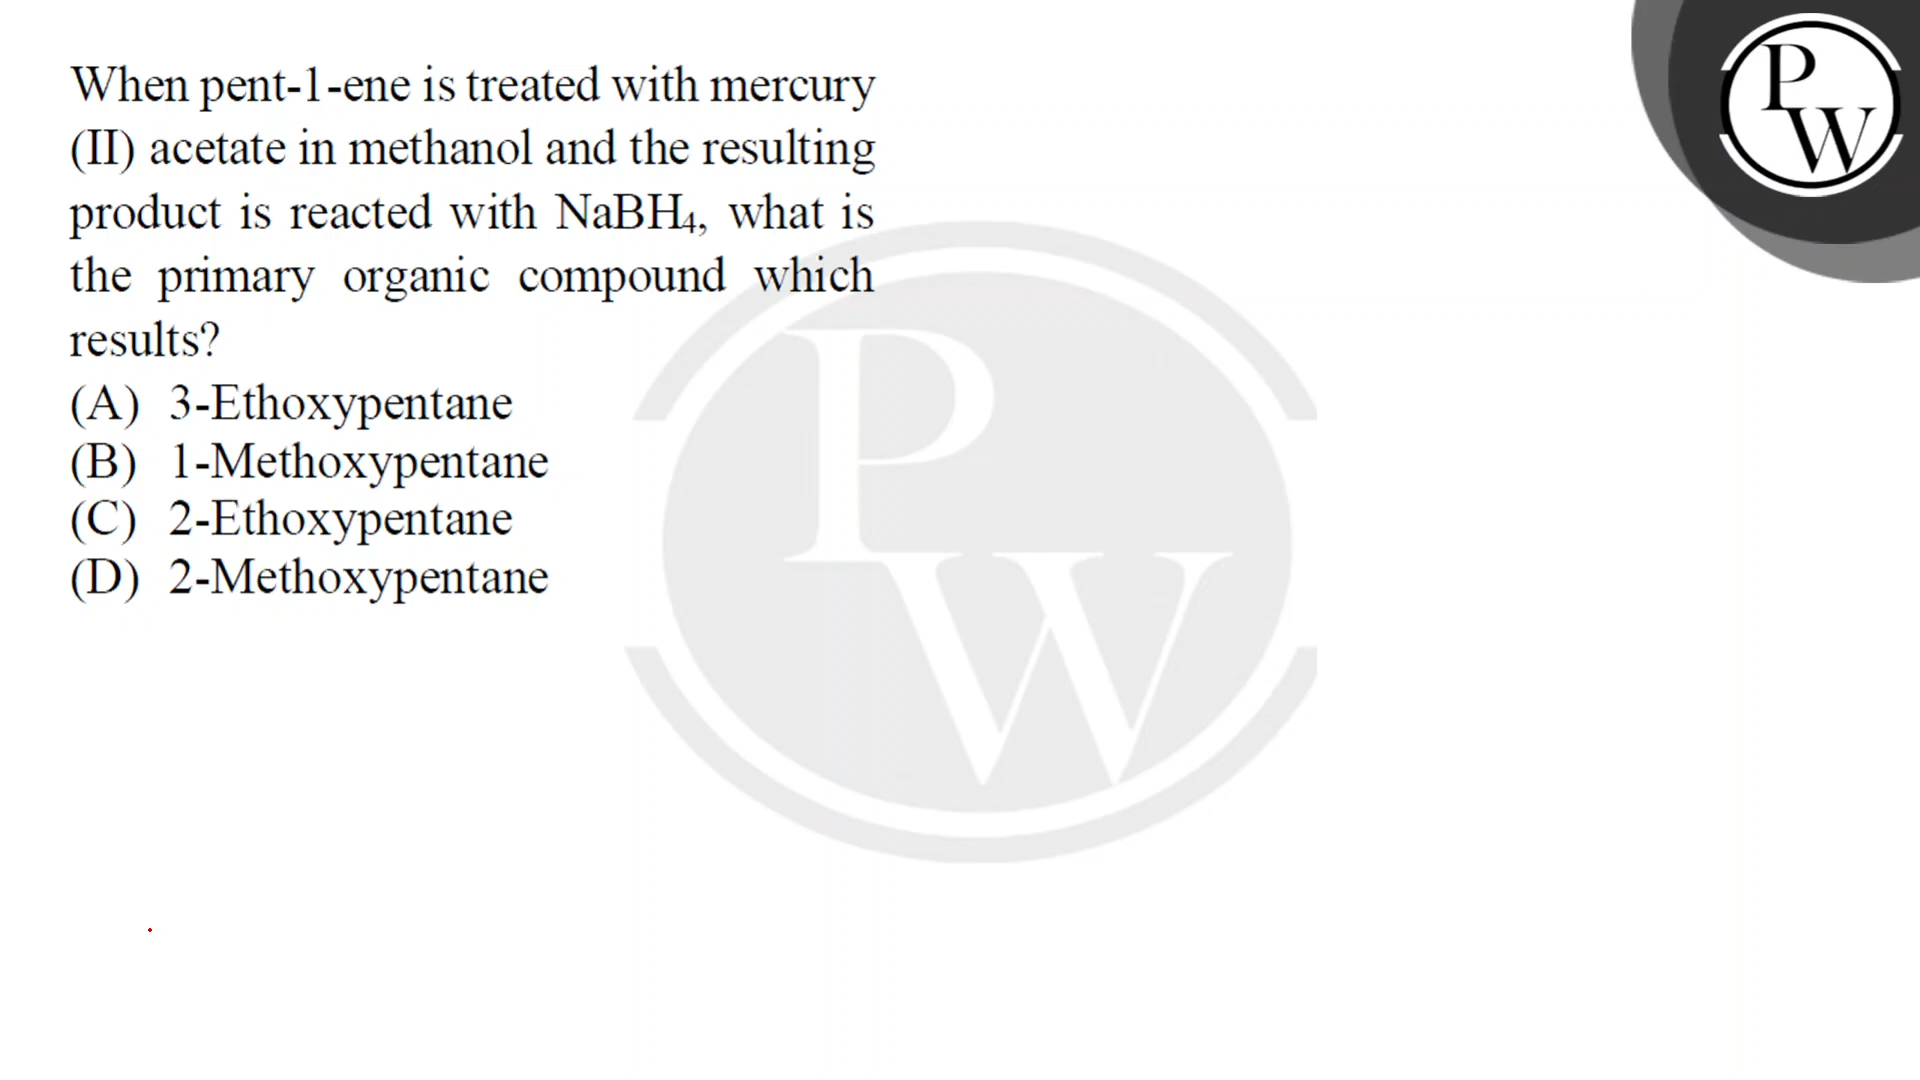 When pent-1-ene is treated with mercury
(II) acetate in methanol and the resulting
product is reacted with NaBH₄, what is
the primary organic compound which
results?
(A) 3-Ethoxypentane
(B) 1-Methoxypentane
(C) 2-Ethoxypentane
(D) 2-Methoxypentane
P
W
P
W